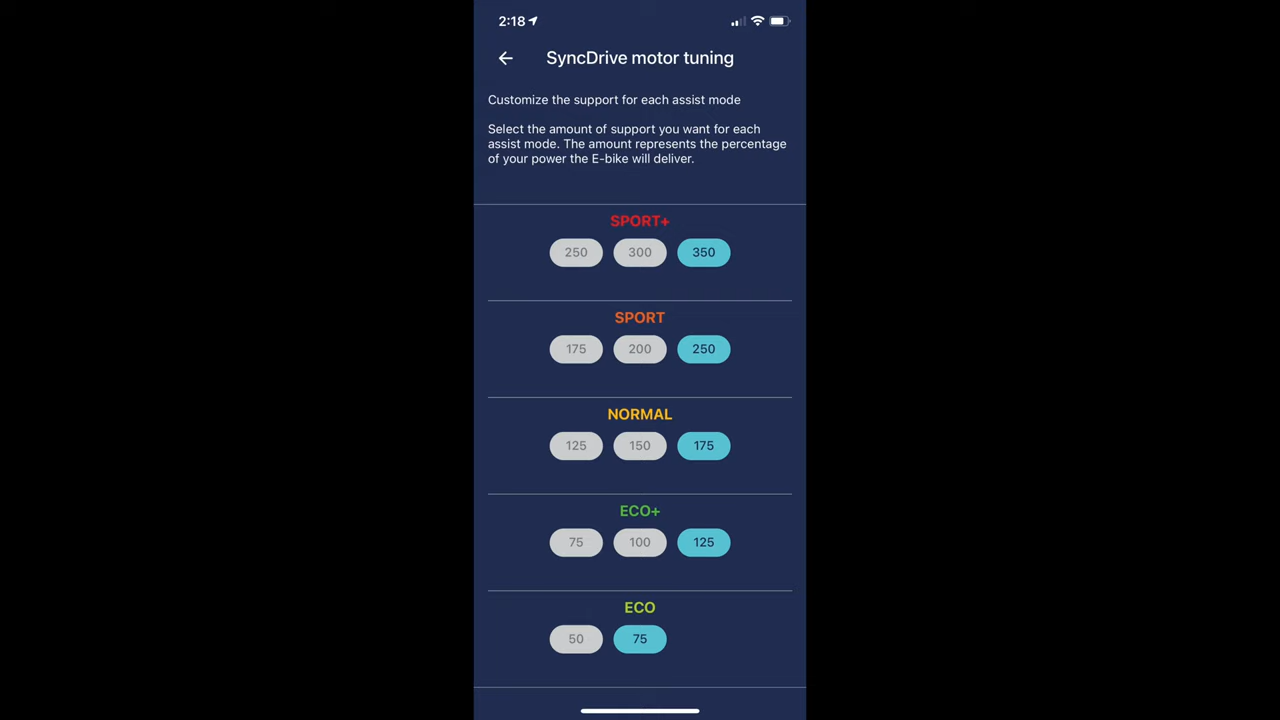 2:18
SyncDrive motor tuning
Customize the support for each assist mode
Select the amount of support you want for each
assist mode. The amount represents the percentage
of your power the E-bike will deliver.
SPORT+
250 300 350
SPORT
175 200 250
NORMAL
125 150 175
ECO+
75 100 125
ECO
50 75